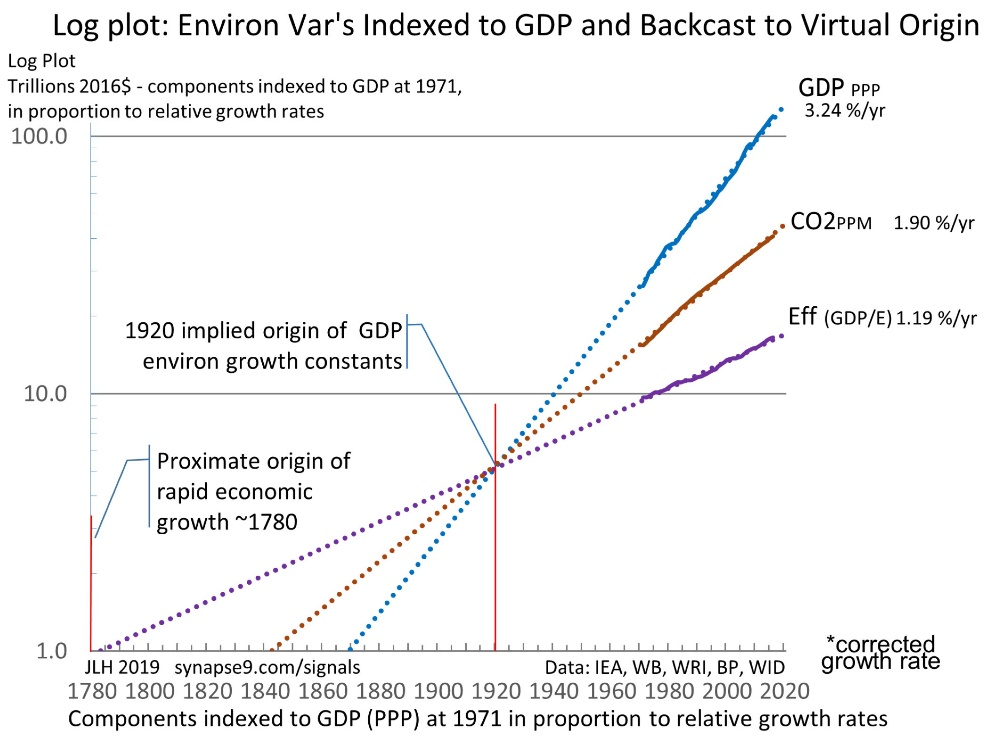 Log plot: Environ Var's Indexed to GDP and Backcast to Virtual Origin
Log Plot
Trillions 2016$ - components indexed to GDP at 1971,
in proportion to relative growth rates
GDP PPP
3.24 %/yr
100.0
CO2PPM 1.90 %/yr
Eff (GDP/E) 1.19 %/yr
1920 implied origin of GDP
environ growth constants
10.0
Proximate origin of
rapid economic
growth ~1780
1.0
*corrected
growth rate
JLH 2019 synapse9.com/signals Data: IEA, WB, WRI, BP, WID
1780 1800 1820 1840 1860 1880 1900 1920 1940 1960 1980 2000 2020
Components indexed to GDP (PPP) at 1971 in proportion to relative growth rates